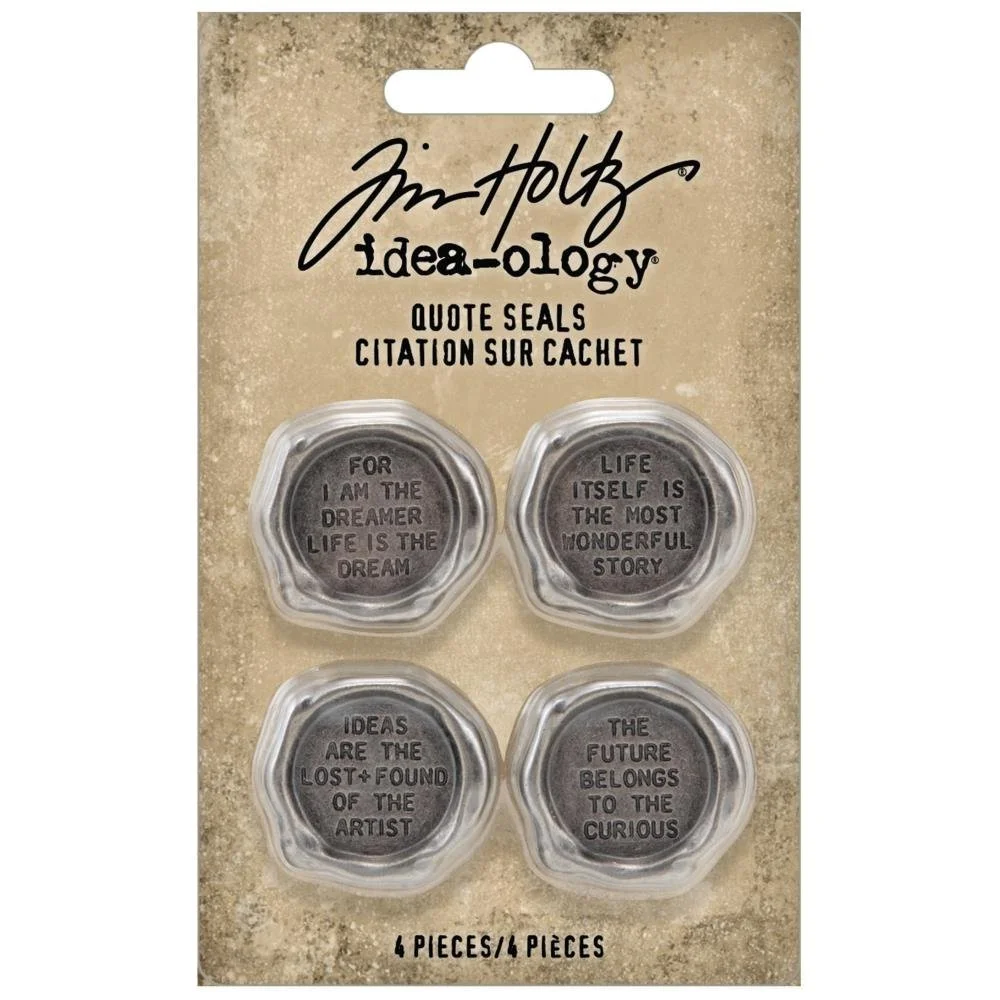 Tim Holtz®
idea-ology®
QUOTE SEALS
CITATION SUR CACHET
FOR
I AM THE
DREAMER
LIFE IS THE
DREAM
LIFE
ITSELF IS
THE MOST
WONDERFUL
STORY
IDEAS
ARE THE
LOST+FOUND
OF THE
ARTIST
THE
FUTURE
BELONGS
TO THE
CURIOUS
4 PIECES/4 PIÈCES